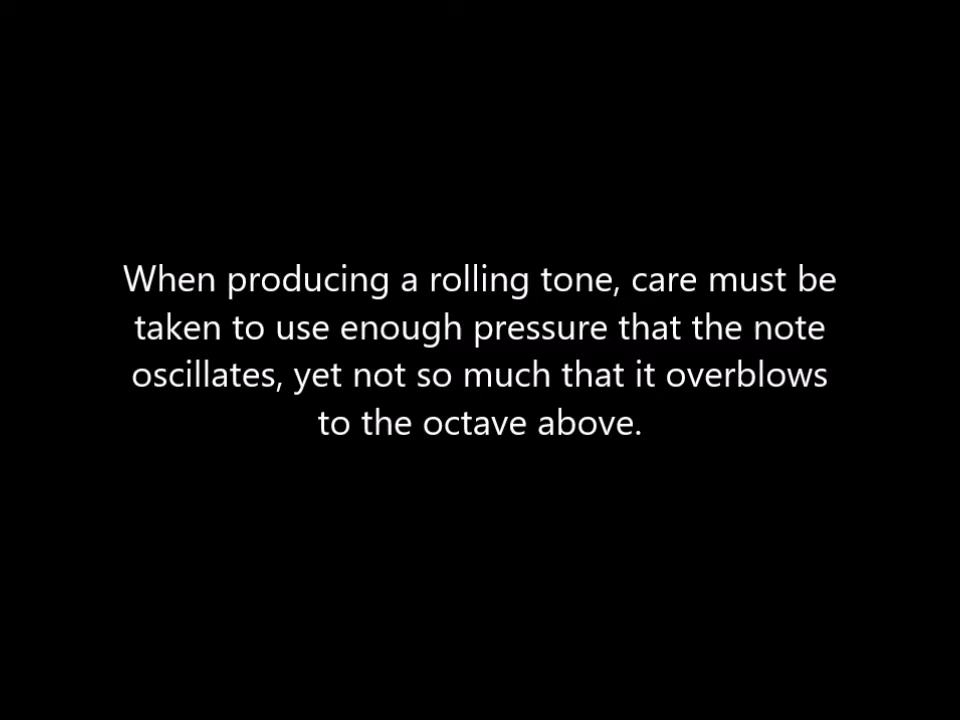 When producing a rolling tone, care must be
taken to use enough pressure that the note
oscillates, yet not so much that it overblows
to the octave above.